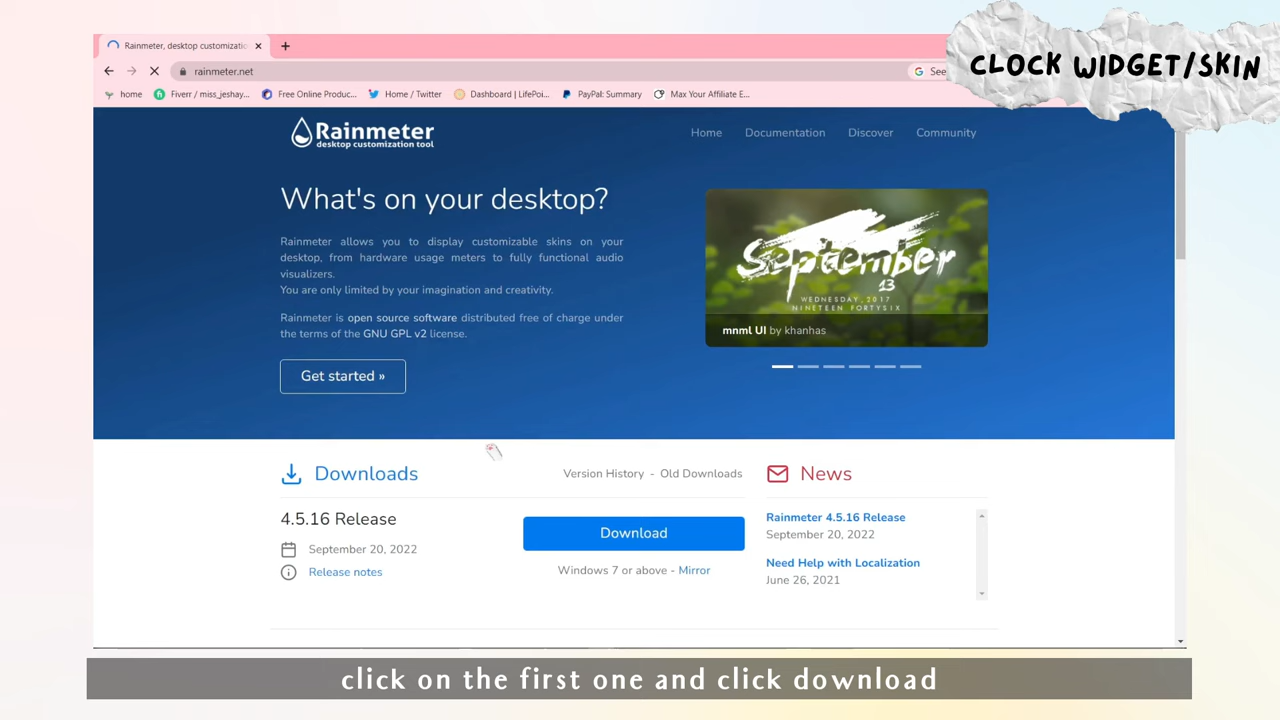 CLOCK WIDGET/SKIN
Rainmeter, desktop customizatio
rainmeter.net
See
home
Fiverr / miss_jeshay...
Free Online Produc...
Home / Twitter
Dashboard | LifePoi...
PayPal: Summary
Max Your Affiliate E...
Rainmeter
desktop customization tool
Home
Documentation
Discover
Community
What's on your desktop?
Rainmeter allows you to display customizable skins on your
desktop, from hardware usage meters to fully functional audio
visualizers.
You are only limited by your imagination and creativity.
Rainmeter is open source software distributed free of charge under
the terms of the GNU GPL v2 license.
Get started »
September
13
WEDNESDAY, 2017
NINETEEN FORTYSIX
mnml UI by khanhas
Downloads
Version History - Old Downloads
4.5.16 Release
September 20, 2022
Release notes
Download
Windows 7 or above - Mirror
News
Rainmeter 4.5.16 Release
September 20, 2022
Need Help with Localization
June 26, 2021
click on the first one and click download